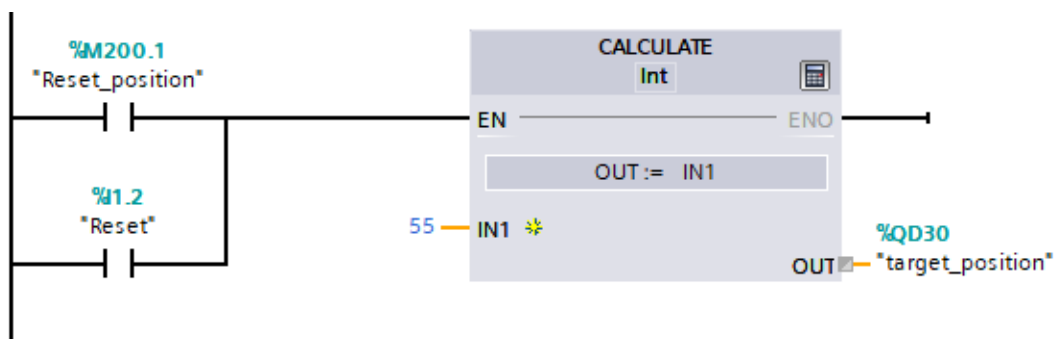 %M200.1
"Reset_position"
%I1.2
"Reset"
CALCULATE
Int
EN
ENO
OUT := IN1
55
IN1
OUT
%QD30
"target_position"